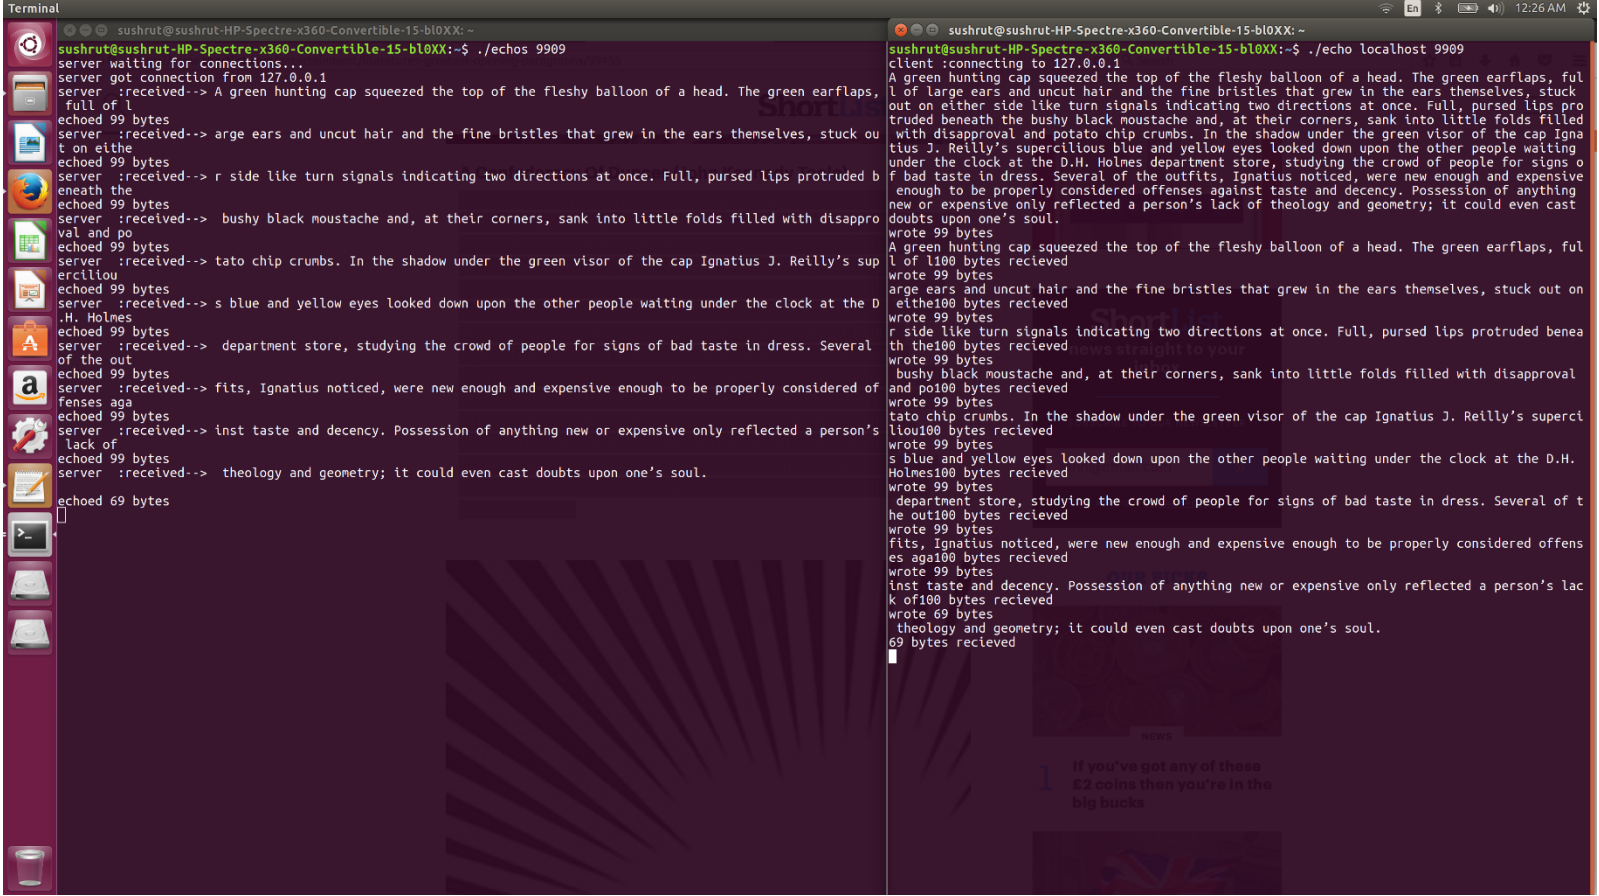 Terminal
En
12:26 AM
sushrut@sushrut-HP-Spectre-x360-Convertible-15-bl0XX: ~
sushrut@sushrut-HP-Spectre-x360-Convertible-15-bl0XX:~$ ./echos 9909
server waiting for connections...
server got connection from 127.0.0.1
server  :received--> A green hunting cap squeezed the top of the fleshy balloon of a head. The green earflaps,
 full of l
echoed 99 bytes
server  :received--> arge ears and uncut hair and the fine bristles that grew in the ears themselves, stuck ou
t on eithe
echoed 99 bytes
server  :received--> r side like turn signals indicating two directions at once. Full, pursed lips protruded b
eneath the
echoed 99 bytes
server  :received-->  bushy black moustache and, at their corners, sank into little folds filled with disappro
val and po
echoed 99 bytes
server  :received--> tato chip crumbs. In the shadow under the green visor of the cap Ignatius J. Reilly’s sup
erciliou
echoed 99 bytes
server  :received--> s blue and yellow eyes looked down upon the other people waiting under the clock at the D
.H. Holmes
echoed 99 bytes
server  :received-->  department store, studying the crowd of people for signs of bad taste in dress. Several
of the out
echoed 99 bytes
server  :received--> fits, Ignatius noticed, were new enough and expensive enough to be properly considered of
fenses aga
echoed 99 bytes
server  :received--> inst taste and decency. Possession of anything new or expensive only reflected a person’s
 lack of
echoed 99 bytes
server  :received-->  theology and geometry; it could even cast doubts upon one’s soul.
echoed 69 bytes
sushrut@sushrut-HP-Spectre-x360-Convertible-15-bl0XX: ~
sushrut@sushrut-HP-Spectre-x360-Convertible-15-bl0XX:~$ ./echo localhost 9909
client :connecting to 127.0.0.1
A green hunting cap squeezed the top of the fleshy balloon of a head. The green earflaps, ful
l of large ears and uncut hair and the fine bristles that grew in the ears themselves, stuck
out on either side like turn signals indicating two directions at once. Full, pursed lips pro
truded beneath the bushy black moustache and, at their corners, sank into little folds filled
 with disapproval and potato chip crumbs. In the shadow under the green visor of the cap Igna
tius J. Reilly’s supercilious blue and yellow eyes looked down upon the other people waiting
under the clock at the D.H. Holmes department store, studying the crowd of people for signs o
f bad taste in dress. Several of the outfits, Ignatius noticed, were new enough and expensive
 enough to be properly considered offenses against taste and decency. Possession of anything
new or expensive only reflected a person’s lack of theology and geometry; it could even cast
doubts upon one’s soul.
wrote 99 bytes
A green hunting cap squeezed the top of the fleshy balloon of a head. The green earflaps, ful
l of l100 bytes recieved
wrote 99 bytes
arge ears and uncut hair and the fine bristles that grew in the ears themselves, stuck out on
 eithe100 bytes recieved
wrote 99 bytes
r side like turn signals indicating two directions at once. Full, pursed lips protruded benea
th the100 bytes recieved
wrote 99 bytes
 bushy black moustache and, at their corners, sank into little folds filled with disapproval
and po100 bytes recieved
wrote 99 bytes
tato chip crumbs. In the shadow under the green visor of the cap Ignatius J. Reilly’s superci
liou100 bytes recieved
wrote 99 bytes
s blue and yellow eyes looked down upon the other people waiting under the clock at the D.H.
Holmes100 bytes recieved
wrote 99 bytes
 department store, studying the crowd of people for signs of bad taste in dress. Several of t
he out100 bytes recieved
wrote 99 bytes
fits, Ignatius noticed, were new enough and expensive enough to be properly considered offens
es aga100 bytes recieved
wrote 99 bytes
inst taste and decency. Possession of anything new or expensive only reflected a person’s lac
k of100 bytes recieved
wrote 69 bytes
 theology and geometry; it could even cast doubts upon one’s soul.
69 bytes recieved
ShortList
news straight to your
NEWS
1
If you've got any of these
£2 coins then you're in the
big bucks